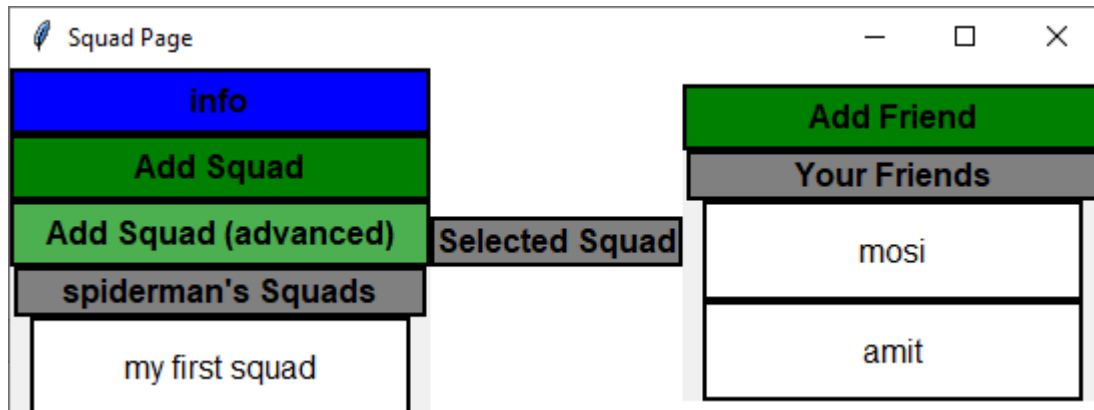 Squad Page
info
Add Squad
Add Squad (advanced)
spiderman's Squads
my first squad
Selected Squad
Add Friend
Your Friends
mosi
amit